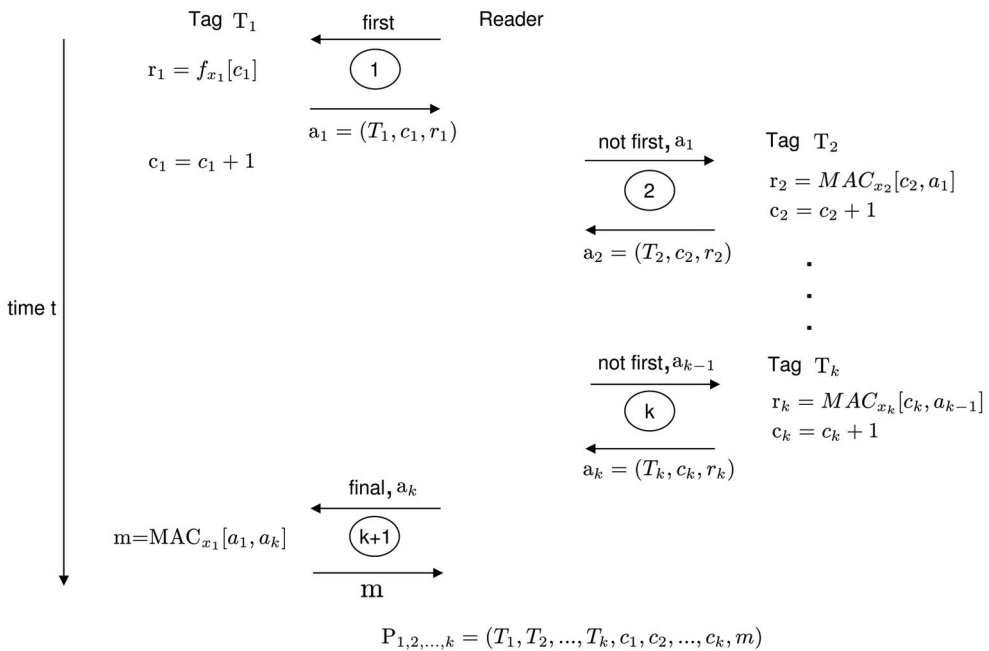 Tag T₁
first
Reader
r₁ = f_{x₁}[c₁]
1
a₁ = (T₁, c₁, r₁)
c₁ = c₁ + 1
not first, a₁
Tag T₂
2
r₂ = MAC_{x₂}[c₂, a₁]
c₂ = c₂ + 1
a₂ = (T₂, c₂, r₂)
time t
not first, a_{k−1}
Tag T_k
k
r_k = MAC_{x_k}[c_k, a_{k−1}]
c_k = c_k + 1
a_k = (T_k, c_k, r_k)
final, a_k
m=MAC_{x₁}[a₁, a_k]
k+1
m
P_{1,2,...,k} = (T₁, T₂, ..., T_k, c₁, c₂, ..., c_k, m)